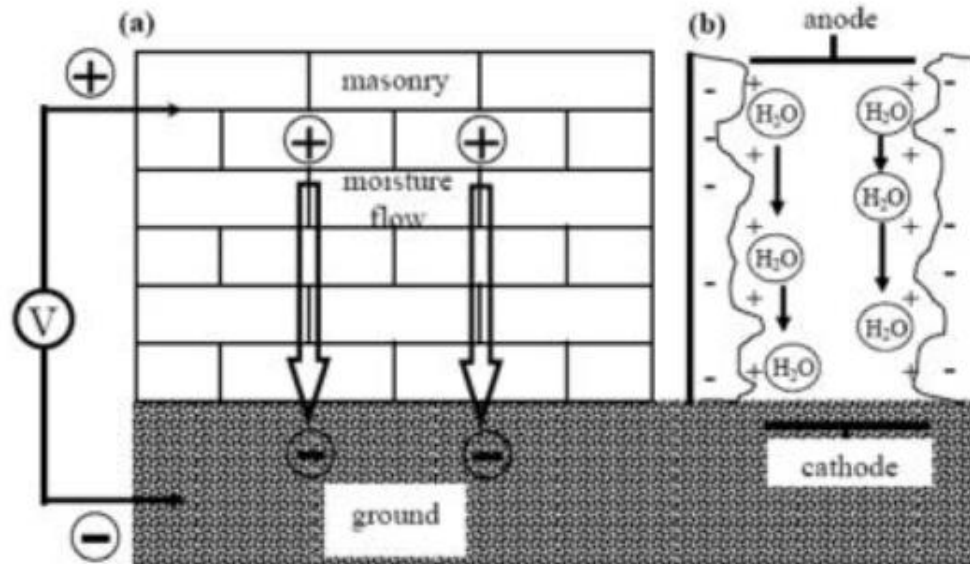 (a)
masonry
moisture
flow
V
ground
(b)
anode
H₂O
H₂O
H₂O
H₂O
H₂O
H₂O
cathode